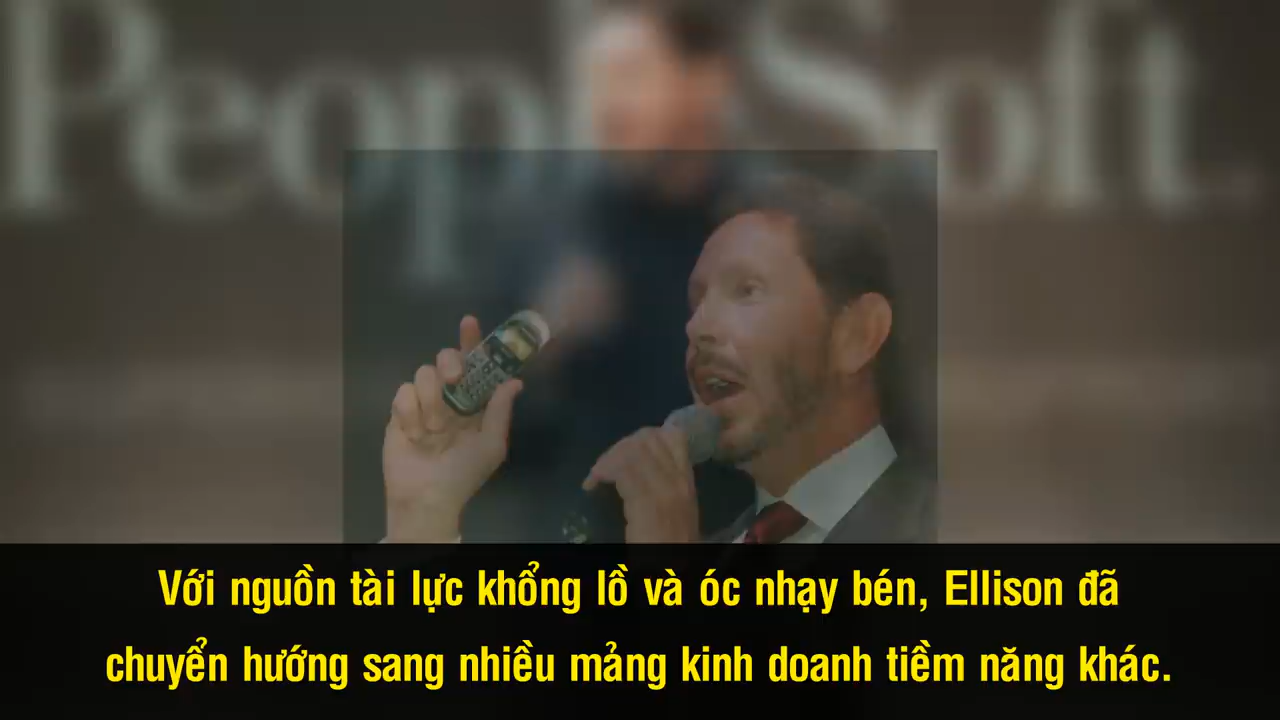 PeopleSoft.
Với nguồn tài lực khổng lồ và óc nhạy bén, Ellison đã
chuyển hướng sang nhiều mảng kinh doanh tiềm năng khác.